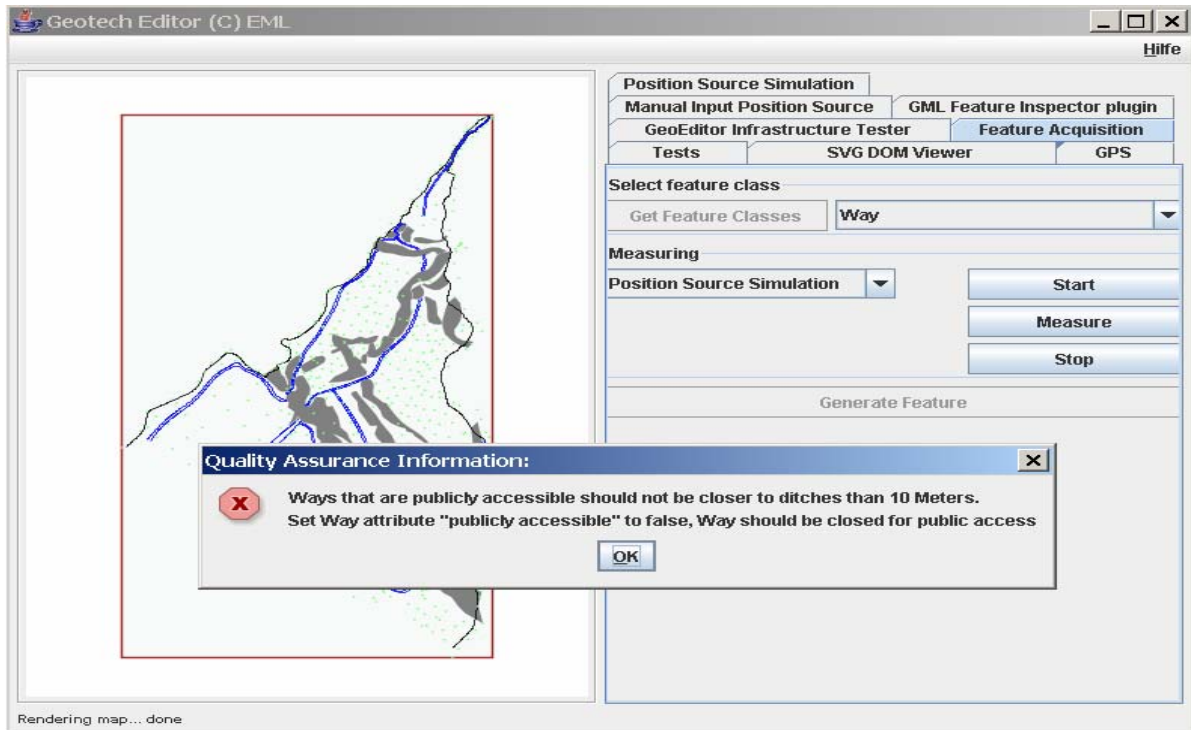 Geotech Editor (C) EML
Hilfe
Position Source Simulation
Manual Input Position Source
GML Feature Inspector plugin
GeoEditor Infrastructure Tester
Feature Acquisition
Tests
SVG DOM Viewer
GPS
Select feature class
Get Feature Classes
Way
Measuring
Position Source Simulation
Start
Measure
Stop
Generate Feature
Quality Assurance Information:
Ways that are publicly accessible should not be closer to ditches than 10 Meters.
Set Way attribute "publicly accessible" to false, Way should be closed for public access
OK
Rendering map... done